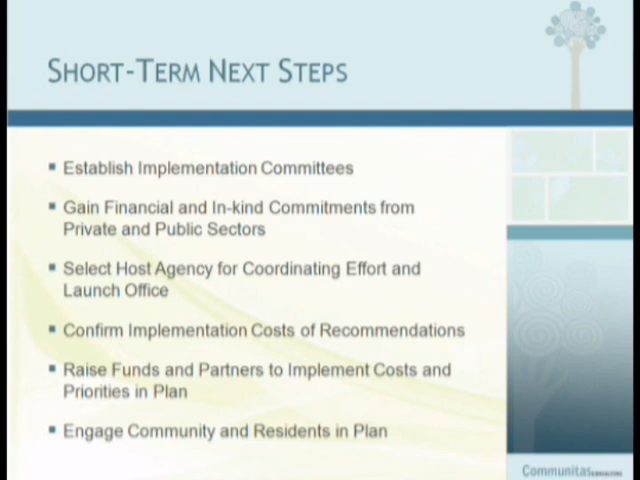 SHORT-TERM NEXT STEPS
Establish Implementation Committees
Gain Financial and In-kind Commitments from
Private and Public Sectors
Select Host Agency for Coordinating Effort and
Launch Office
Confirm Implementation Costs of Recommendations
Raise Funds and Partners to Implement Costs and
Priorities in Plan
Engage Community and Residents in Plan
Communitas